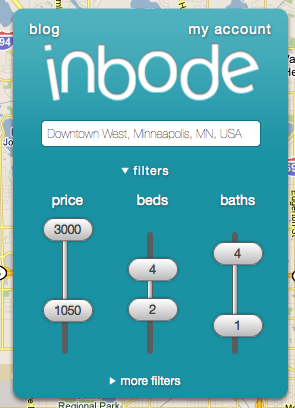 blog my account
inbode
Downtown West, Minneapolis, MN, USA
filters
price beds baths
3000
4
4
1050
2
1
more filters
Regional Park
94